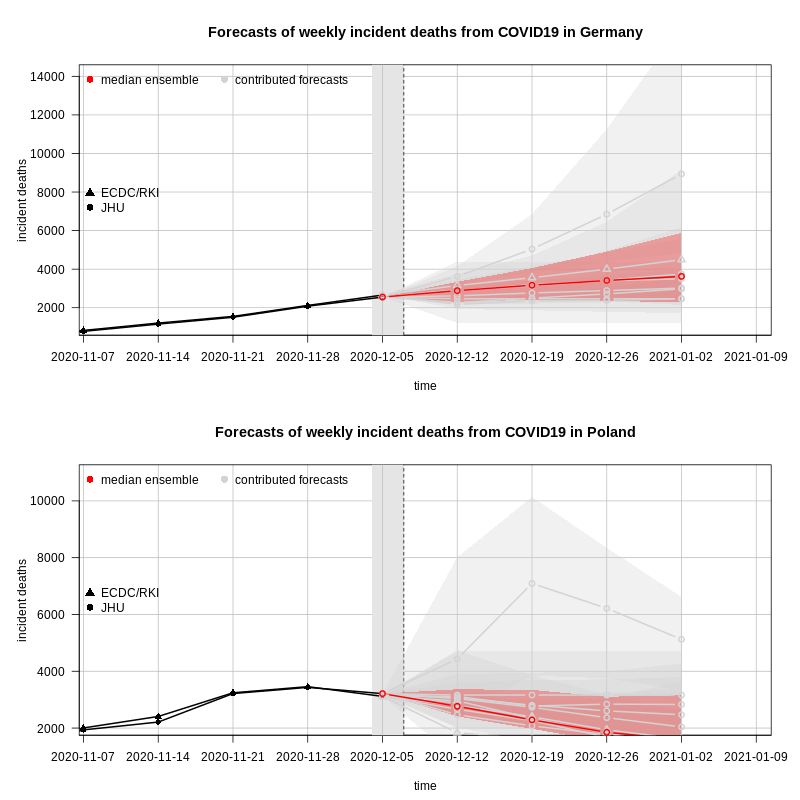 Forecasts of weekly incident deaths from COVID19 in Germany
median ensemble
contributed forecasts
ECDC/RKI
JHU
incident deaths
14000
12000
10000
8000
6000
4000
2000
2020-11-07 2020-11-14 2020-11-21 2020-11-28 2020-12-05 2020-12-12 2020-12-19 2020-12-26 2021-01-02 2021-01-09
time
Forecasts of weekly incident deaths from COVID19 in Poland
median ensemble
contributed forecasts
ECDC/RKI
JHU
incident deaths
10000
8000
6000
4000
2000
2020-11-07 2020-11-14 2020-11-21 2020-11-28 2020-12-05 2020-12-12 2020-12-19 2020-12-26 2021-01-02 2021-01-09
time